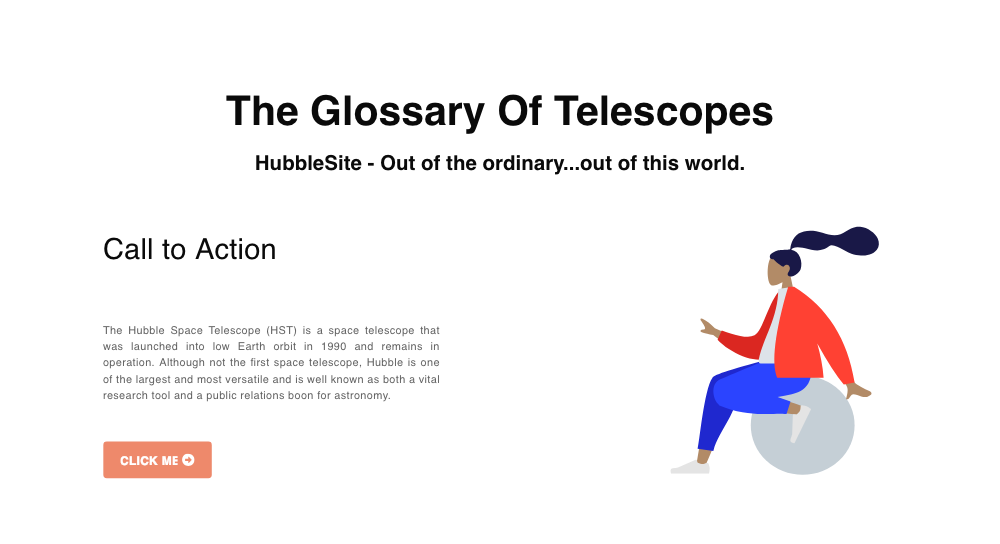 The Glossary Of Telescopes
HubbleSite - Out of the ordinary...out of this world.
Call to Action
The Hubble Space Telescope (HST) is a space telescope that
was launched into low Earth orbit in 1990 and remains in
operation. Although not the first space telescope, Hubble is one
of the largest and most versatile and is well known as both a vital
research tool and a public relations boon for astronomy.
CLICK ME